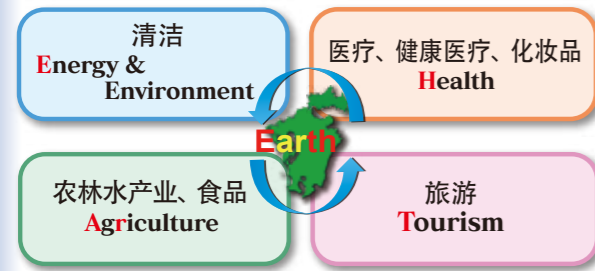 清洁
Energy &
Environment
医疗、健康医疗、化妆品
Health
Earth
农林水产业、食品
Agriculture
旅游
Tourism